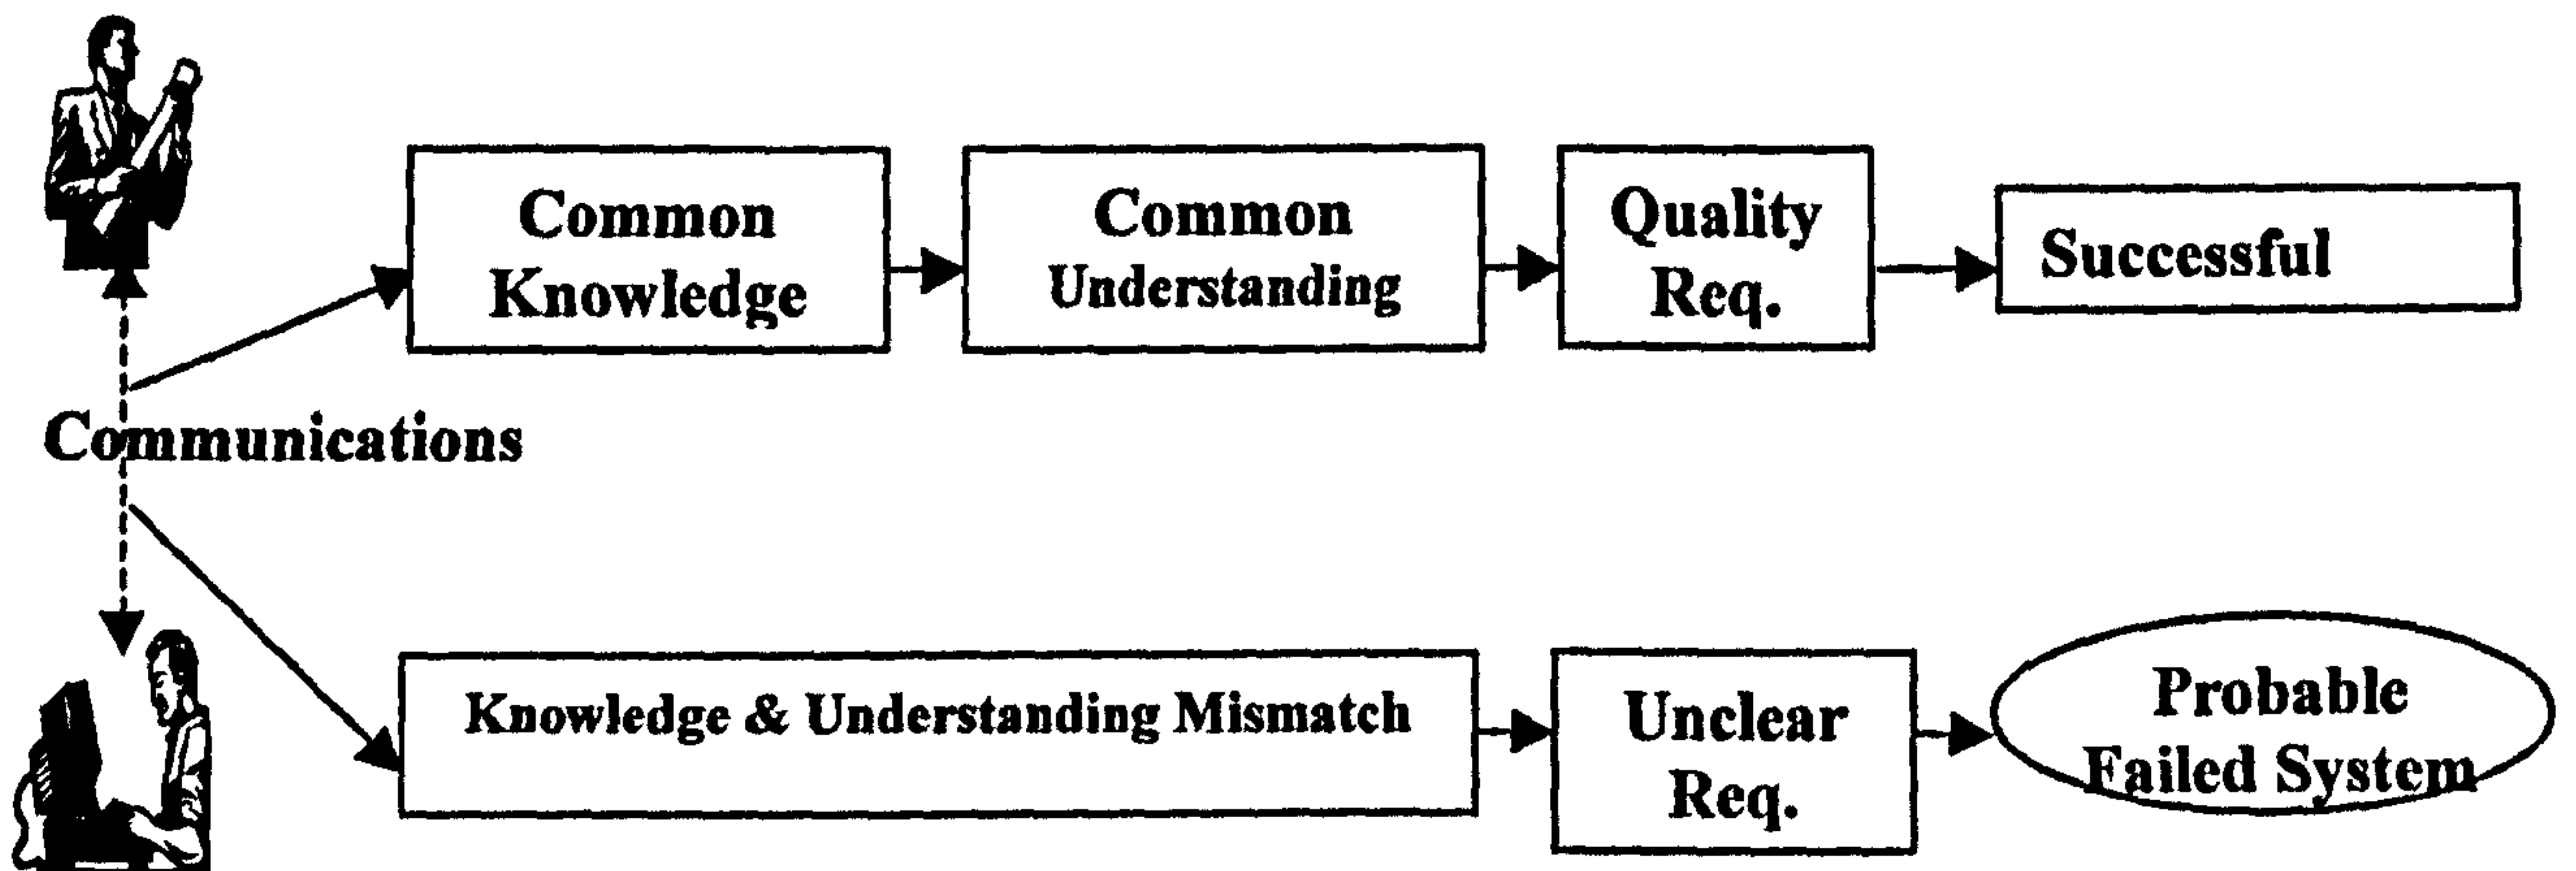 Common
Knowledge
Common
Understanding
Quality
Req.
Successful
Communications
Knowledge & Understanding Mismatch
Unclear
Req.
Probable
Failed System